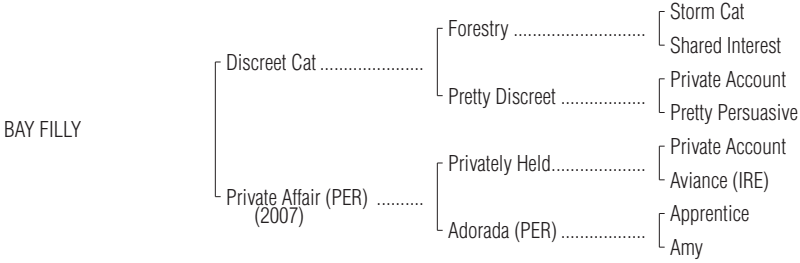 Storm Cat
Forestry ............................
Shared Interest
Discreet Cat ......................
Private Account
Pretty Discreet ..................
Pretty Persuasive
BAY FILLY
Private Account
Privately Held....................
Aviance (IRE)
Private Affair (PER) ..........
(2007)
Apprentice
Adorada (PER) ..................
Amy